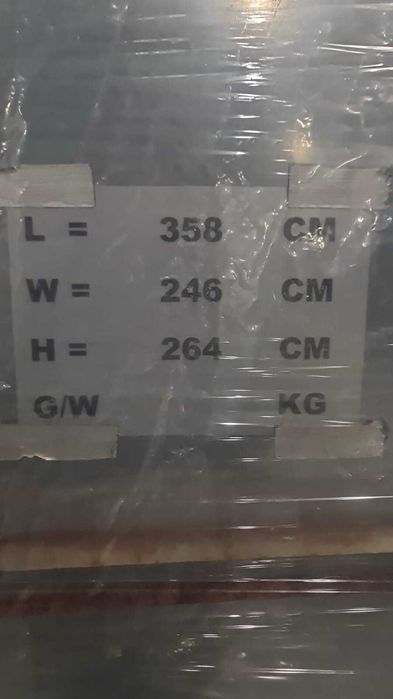 L = 358 CM
W = 246 CM
H = 264 CM
G/W KG